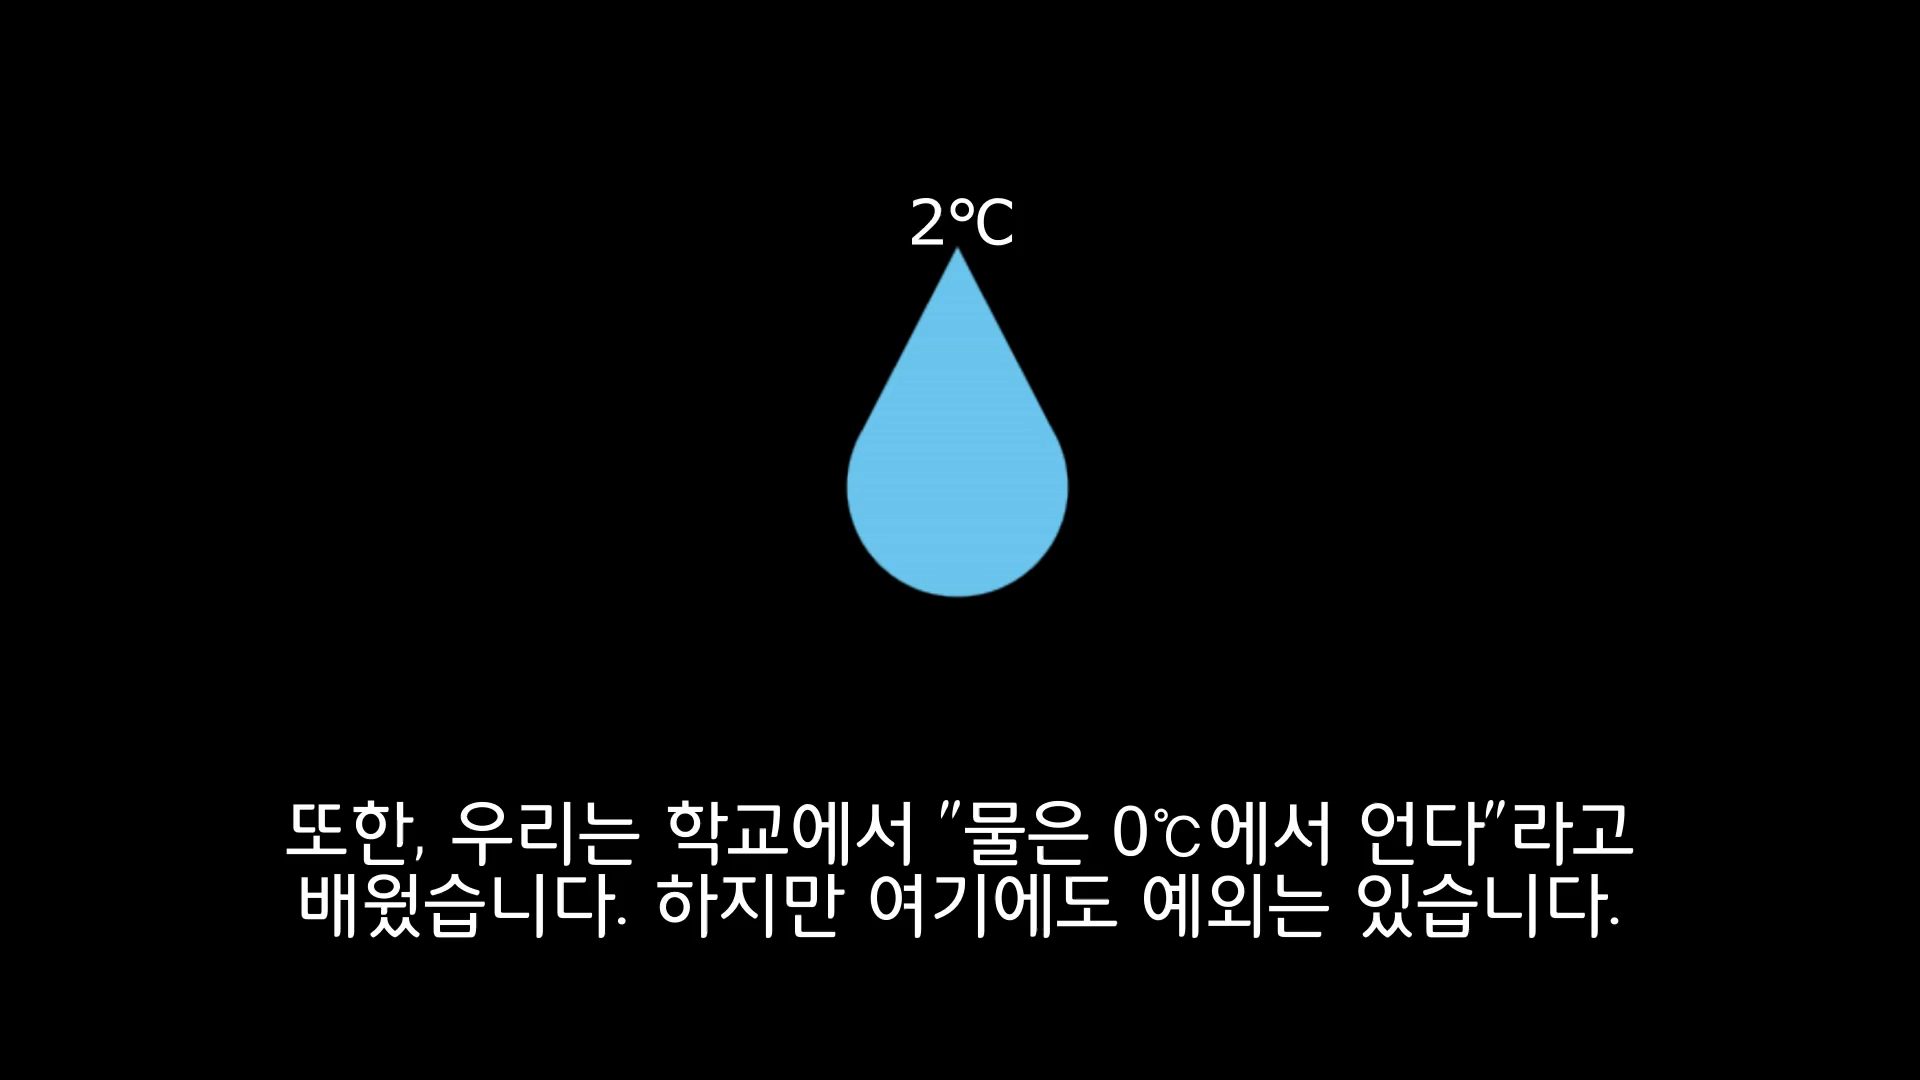 2℃
또한, 우리는 학교에서 "물은 0℃에서 언다"라고
배웠습니다. 하지만 여기에도 예외는 있습니다.